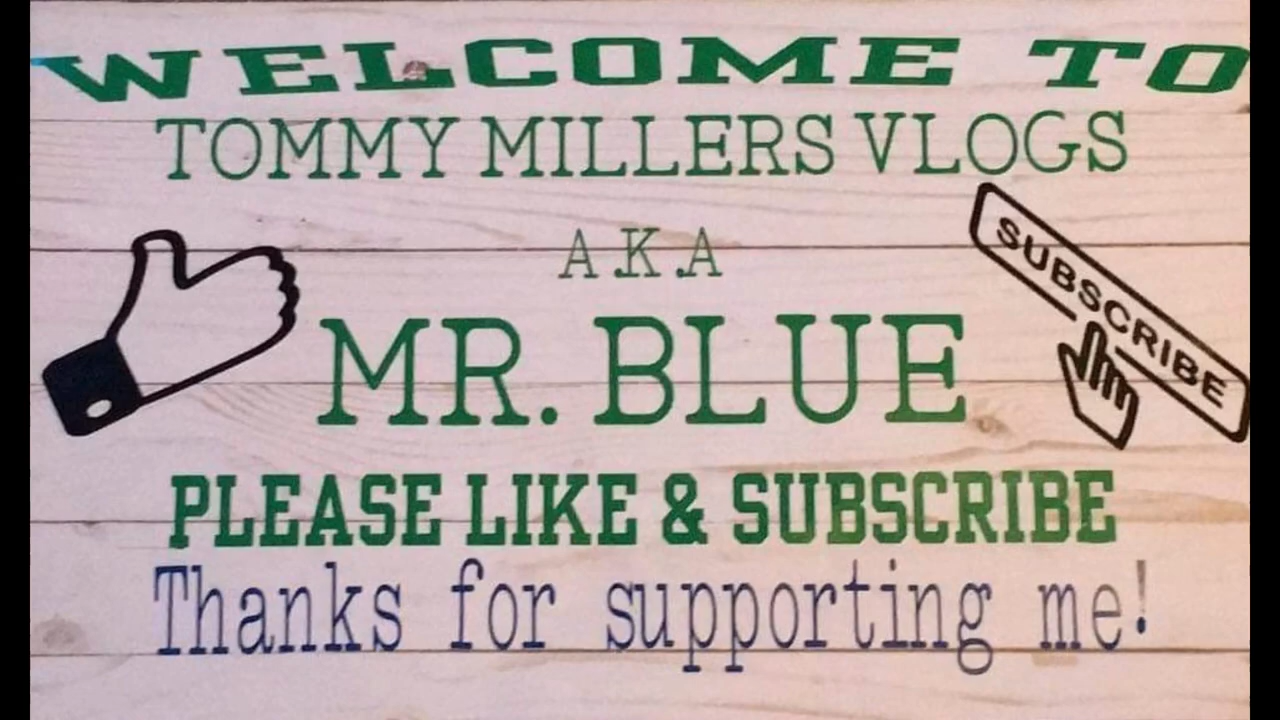 WELCOME TO
TOMMY MILLERS VLOGS
A.K.A
MR. BLUE
SUBSCRIBE
PLEASE LIKE & SUBSCRIBE
Thanks for supporting me!